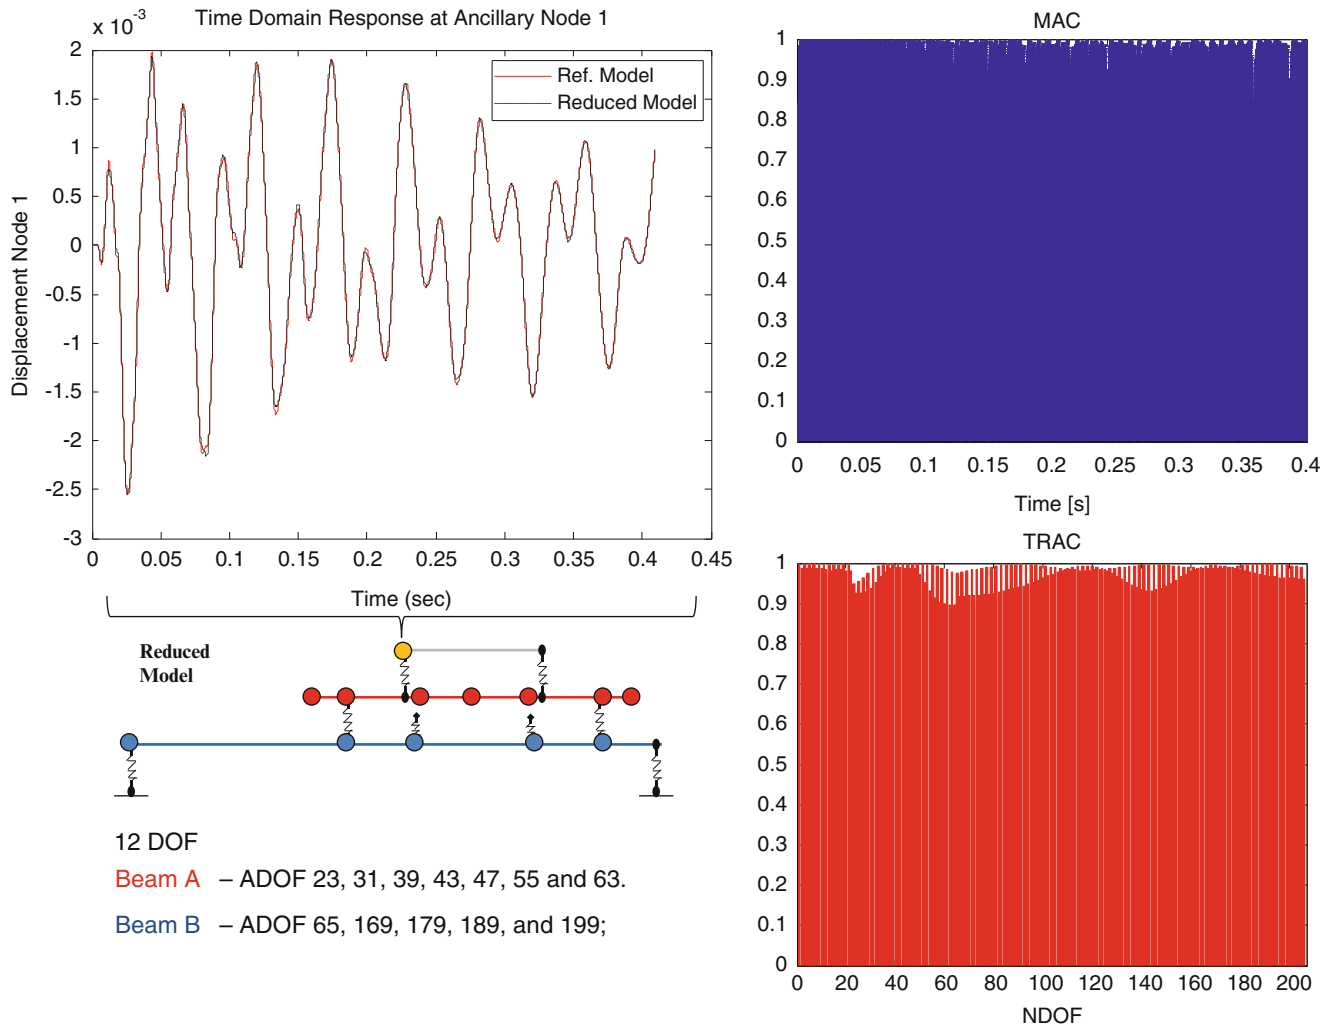 Time Domain Response at Ancillary Node 1
x 10-3
2
1.5
1
0.5
0
-0.5
-1
-1.5
-2
-2.5
-3
Displacement Node 1
Ref. Model
Reduced Model
0 0.05 0.1 0.15 0.2 0.25 0.3 0.35 0.4 0.45
Time (sec)
Reduced
Model
12 DOF
Beam A – ADOF 23, 31, 39, 43, 47, 55 and 63.
Beam B – ADOF 65, 169, 179, 189, and 199;
MAC
1
0.9
0.8
0.7
0.6
0.5
0.4
0.3
0.2
0.1
0
0 0.05 0.1 0.15 0.2 0.25 0.3 0.35 0.4
Time [s]
TRAC
1
0.9
0.8
0.7
0.6
0.5
0.4
0.3
0.2
0.1
0
0 20 40 60 80 100 120 140 160 180 200
NDOF